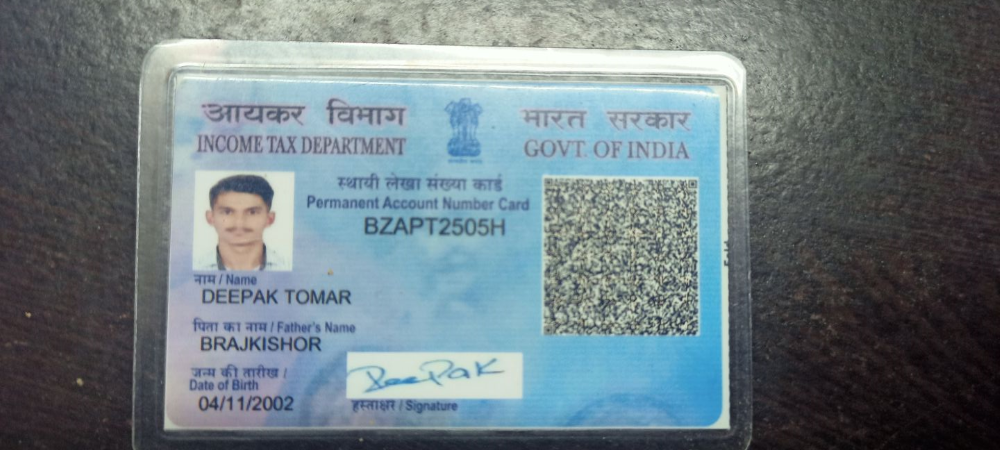 आयकर विभाग
INCOME TAX DEPARTMENT
भारत सरकार
GOVT. OF INDIA
स्थायी लेखा संख्या कार्ड
Permanent Account Number Card
BZAPT2505H
नाम / Name
DEEPAK TOMAR
पिता का नाम / Father's Name
BRAJKISHOR
जन्म की तारीख /
Date of Birth
04/11/2002
Deepak
हस्ताक्षर / Signature